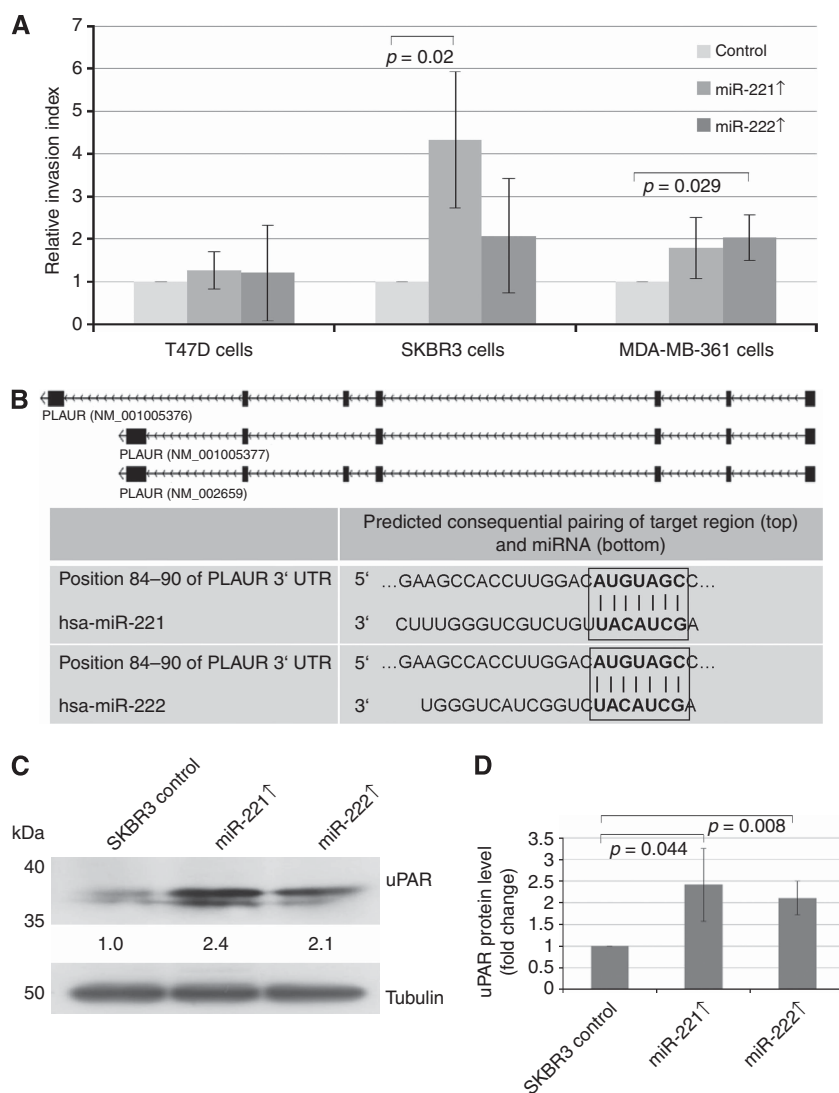 A
Relative invasion index
7
6
5
4
3
2
1
0
p = 0.02
p = 0.029
Control
miR-221↑
miR-222↑
T47D cells
SKBR3 cells
MDA-MB-361 cells
B
PLAUR (NM_001005376)
PLAUR (NM_001005377)
PLAUR (NM_002659)
Predicted consequential pairing of target region (top)
and miRNA (bottom)
Position 84–90 of PLAUR 3‘ UTR 5‘ ...GAAGCCACCUUGGACAUGUAGCC...
hsa-miR-221 3‘ CUUUGGGUCGUCUGUUACAUCGA
Position 84–90 of PLAUR 3‘ UTR 5‘ ...GAAGCCACCUUGGACAUGUAGCC...
hsa-miR-222 3‘ UGGGUCAUCGGUCUACAUCGA
C
SKBR3 control
miR-221↑
miR-222↑
kDa
40
35
uPAR
1.0 2.4 2.1
50
Tubulin
D
uPAR protein level
(fold change)
3.5
3
2.5
2
1.5
1
0.5
0
p = 0.008
p = 0.044
SKBR3 control
miR-221↑
miR-222↑